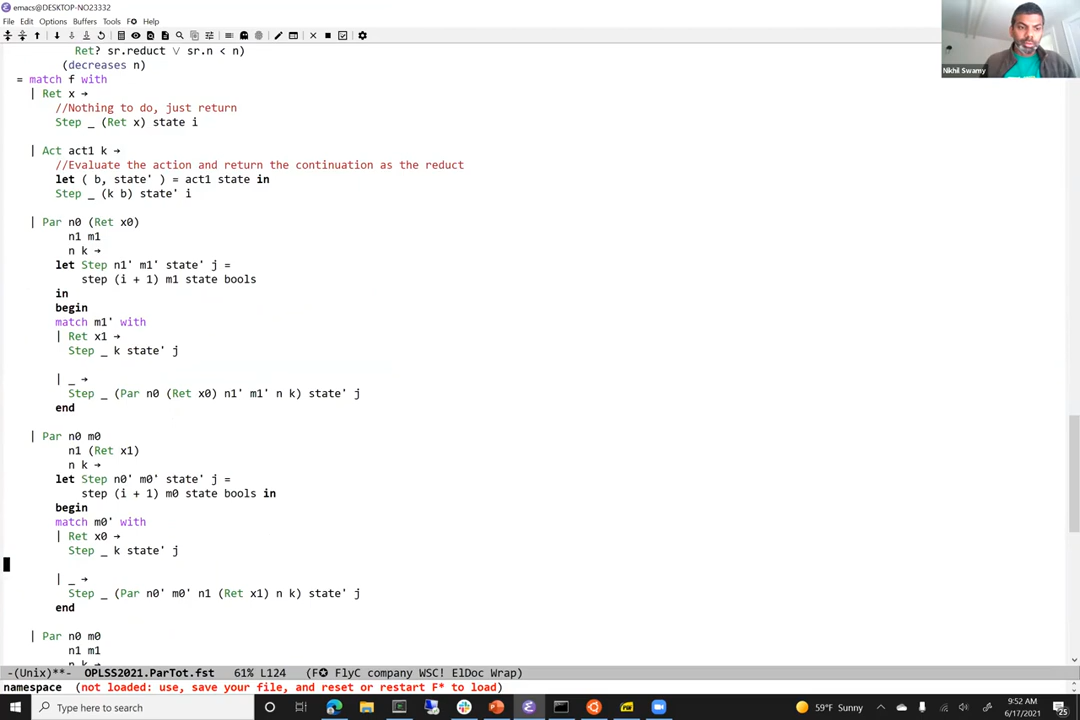 emacs@DESKTOP-NO23332
File Edit Options Buffers Tools F✪ Help
Ret? sr.reduct ∨ sr.n < n)
(decreases n)
= match f with
| Ret x →
//Nothing to do, just return
Step _ (Ret x) state i
| Act act1 k →
//Evaluate the action and return the continuation as the reduct
let ( b, state' ) = act1 state in
Step _ (k b) state' i
| Par n0 (Ret x0)
n1 m1
n k →
let Step n1' m1' state' j =
step (i + 1) m1 state bools
in
begin
match m1' with
| Ret x1 →
Step _ k state' j
| _ →
Step _ (Par n0 (Ret x0) n1' m1' n k) state' j
end
| Par n0 m0
n1 (Ret x1)
n k →
let Step n0' m0' state' j =
step (i + 1) m0 state bools in
begin
match m0' with
| Ret x0 →
Step _ k state' j
| _ →
Step _ (Par n0' m0' n1 (Ret x1) n k) state' j
end
| Par n0 m0
n1 m1
n k →
-(Unix)**- OPLSS2021.ParTot.fst 61% L124 (F✪ FlyC company WSC! ElDoc Wrap)
namespace (not loaded: use, save your file, and reset or restart F* to load)
Nikhil Swamy
Type here to search
59°F Sunny
9:52 AM
6/17/2021
25